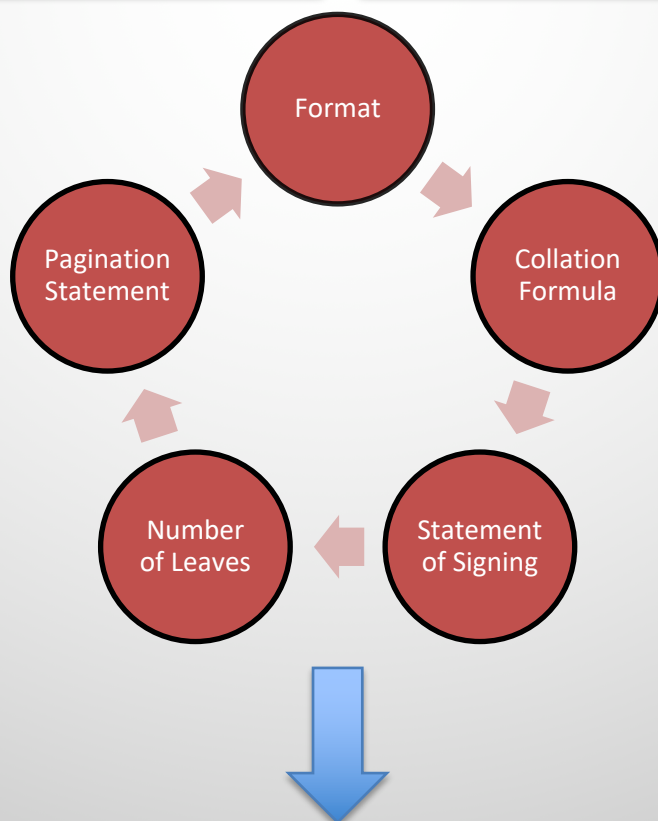 Format
Collation
Formula
Statement
of Signing
Number
of Leaves
Pagination
Statement